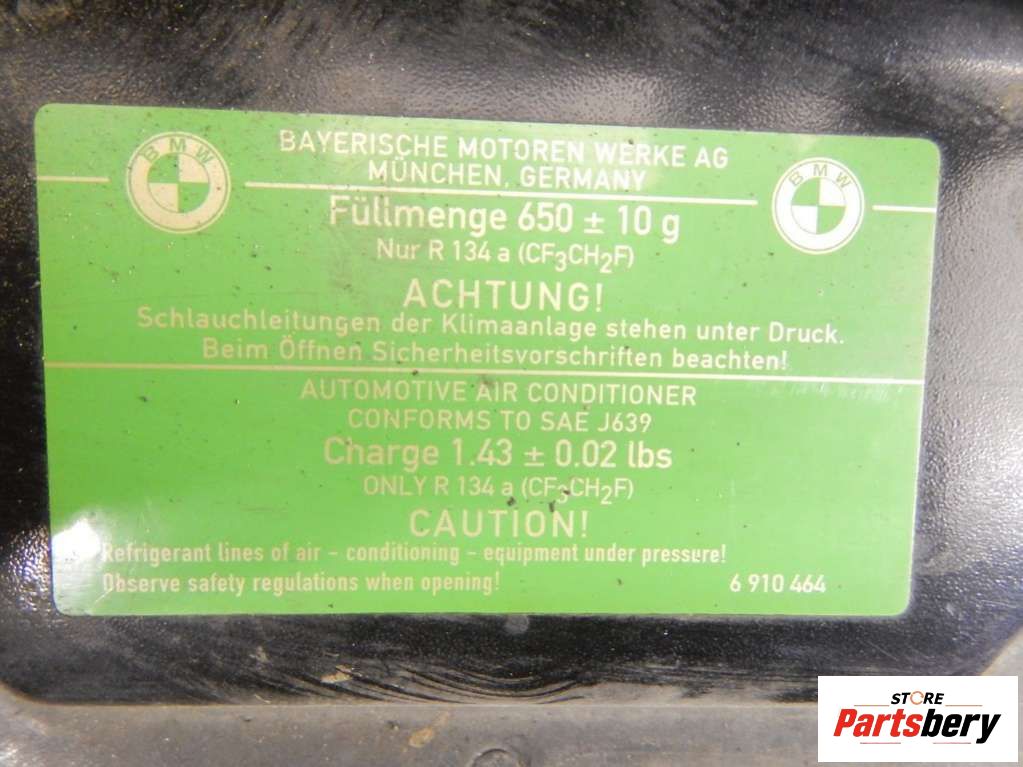 BMW
BAYERISCHE MOTOREN WERKE AG
MÜNCHEN, GERMANY
BMW
Füllmenge 650 ± 10 g
Nur R 134 a (CF₃CH₂F)
ACHTUNG!
Schlauchleitungen der Klimaanlage stehen unter Druck.
Beim Öffnen Sicherheitsvorschriften beachten!
AUTOMOTIVE AIR CONDITIONER
CONFORMS TO SAE J639
Charge 1.43 ± 0.02 lbs
ONLY R 134 a (CF₃CH₂F)
CAUTION!
Refrigerant lines of air - conditioning - equipment under pressure!
Observe safety regulations when opening!
6 910 464
STORE
Partsbery